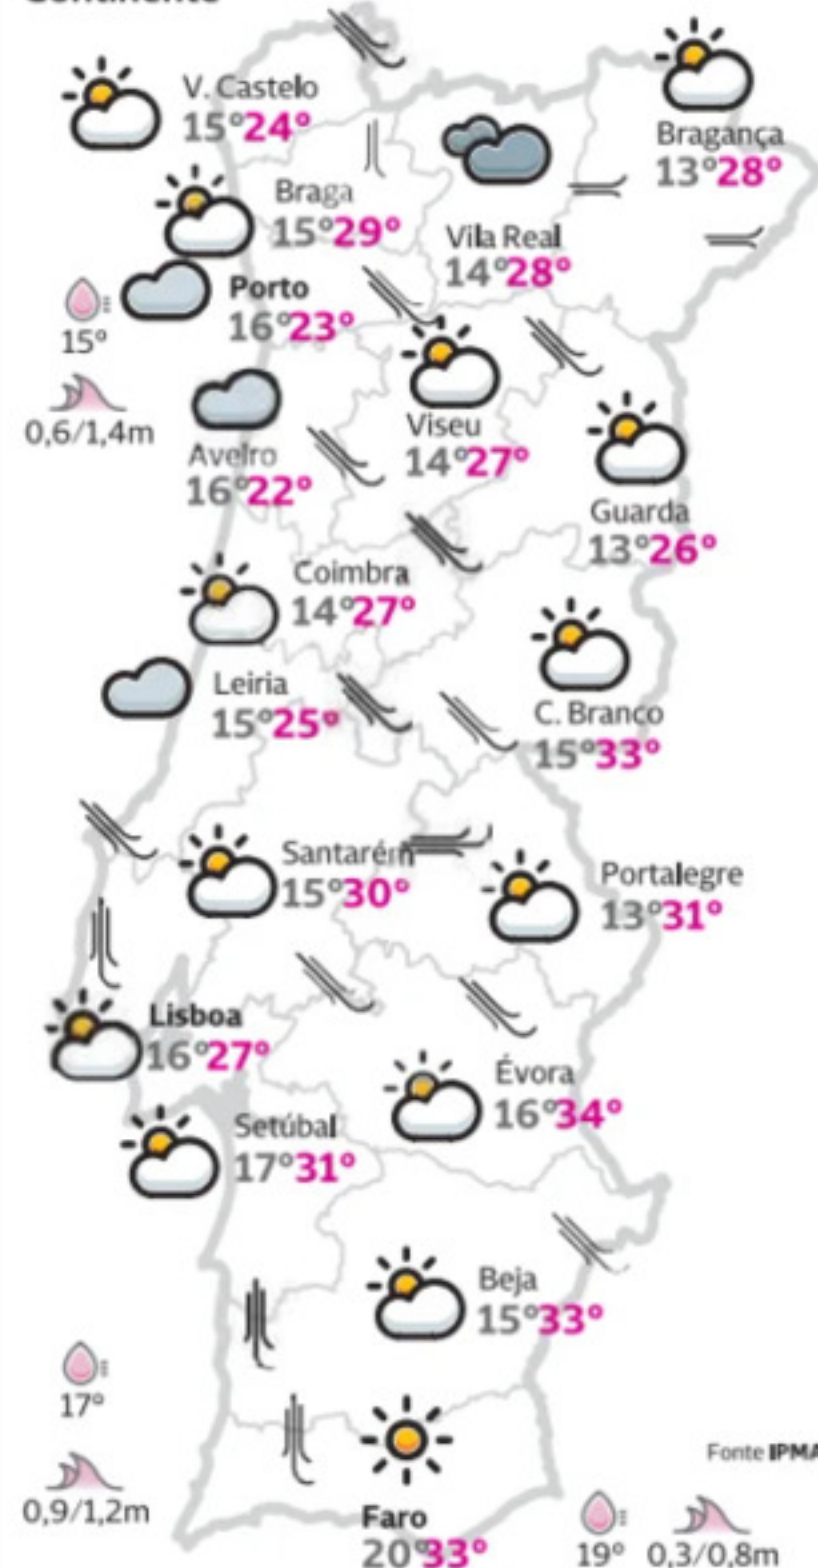 Continente
V. Castelo
15° 24°
Bragança
13° 28°
Braga
15° 29°
Vila Real
14° 28°
Porto
16° 23°
15°
0,6/1,4m
Viseu
14° 27°
Aveiro
16° 22°
Guarda
13° 26°
Coimbra
14° 27°
Leiria
15° 25°
C. Branco
15° 33°
Santarém
15° 30°
Portalegre
13° 31°
Lisboa
16° 27°
Évora
16° 34°
Setúbal
17° 31°
Beja
15° 33°
17°
0,9/1,2m
Fonte IPMA
Faro
20° 33°
19°
0,3/0,8m